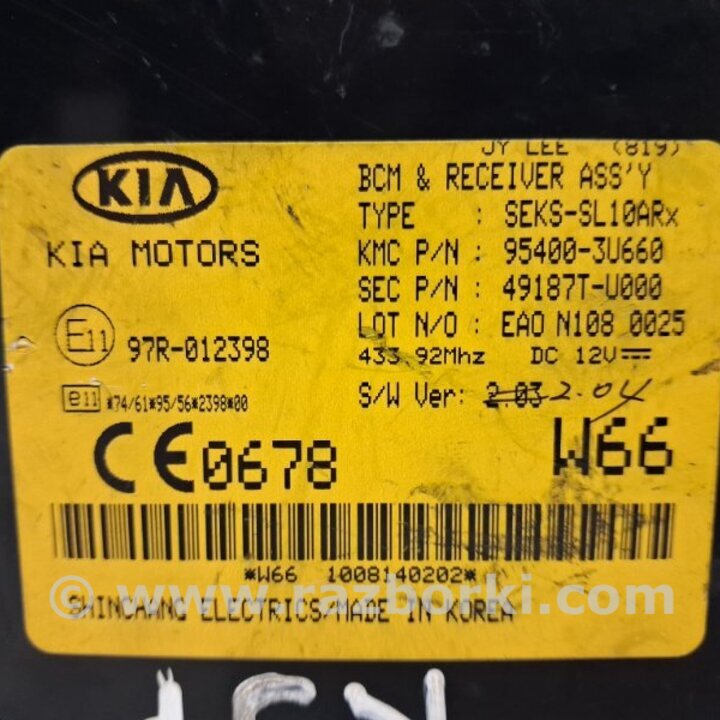 JY LEE (819)
KIA
BCM & RECEIVER ASS'Y
TYPE : SEKS-SL10ARx
KIA MOTORS
KMC P/N : 95400-3U660
SEC P/N : 49187T-U000
LOT N/O : EAO N108 0025
E11 97R-012398
433.92Mhz DC 12V
e11 *74/61*95/56*2398*00
S/W Ver: 2.03 2.04
CE0678
W66
*W66 1008140202*
© www.razborki.com
SHINCHANG ELECTRICS/MADE IN KOREA